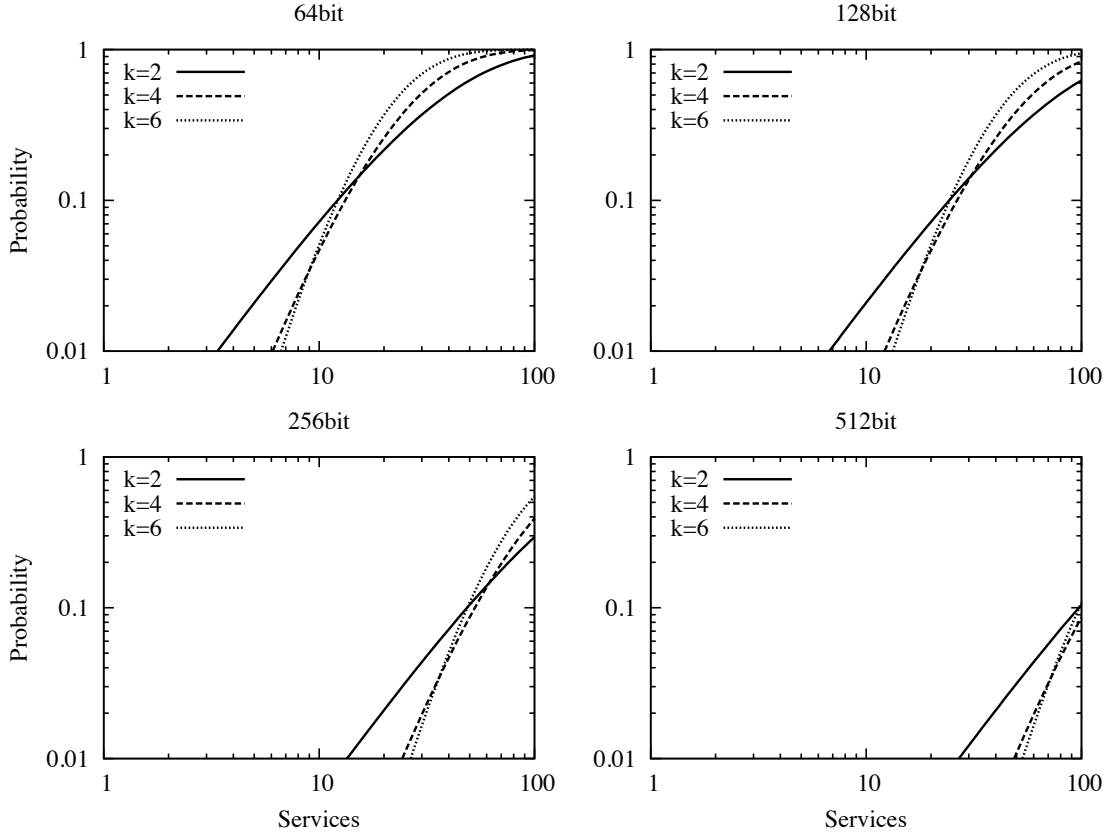 64bit
128bit
Probability
1
0.1
0.01
k=2
k=4
k=6
1 10 100
1
0.1
0.01
k=2
k=4
k=6
1 10 100
256bit
512bit
Probability
1
0.1
0.01
k=2
k=4
k=6
1 10 100
Services
1
0.1
0.01
k=2
k=4
k=6
1 10 100
Services